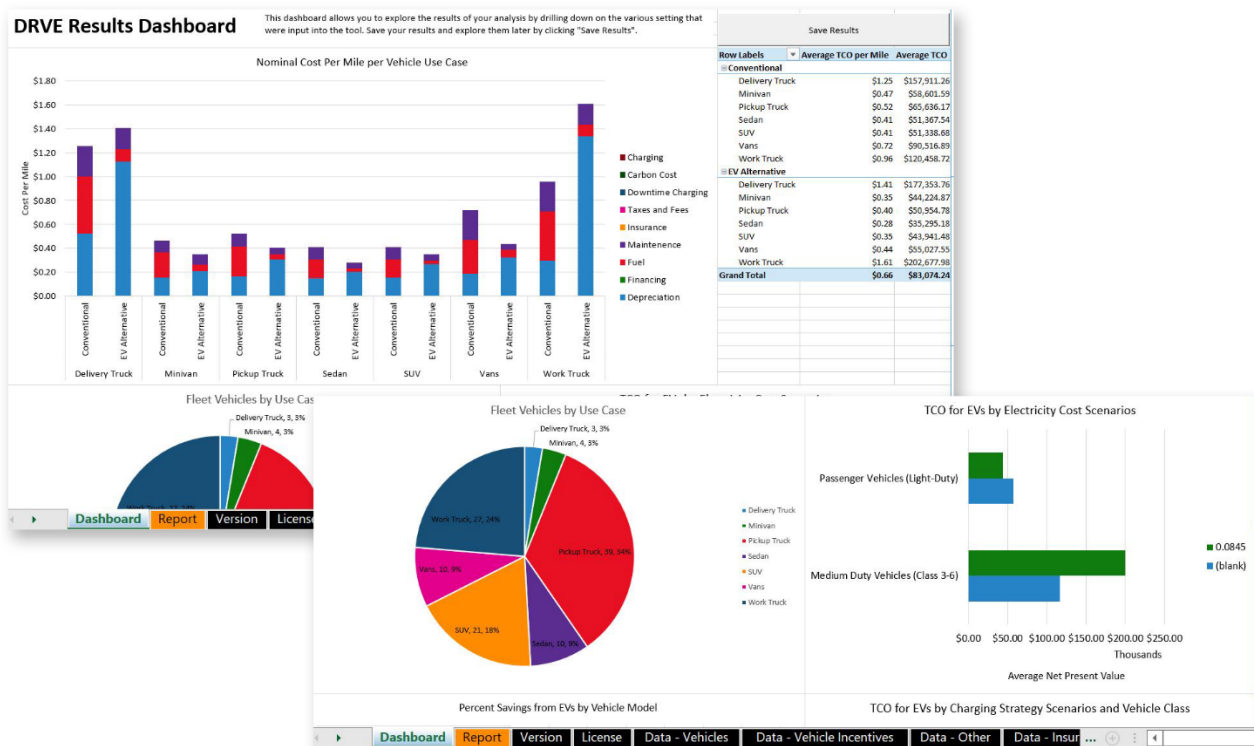 DRVE Results Dashboard
This dashboard allows you to explore the results of your analysis by drilling down on the various setting that
were input into the tool. Save your results and explore them later by clicking "Save Results".
Save Results
Nominal Cost Per Mile per Vehicle Use Case
Cost Per Mile
$1.80
$1.60
$1.40
$1.20
$1.00
$0.80
$0.60
$0.40
$0.20
$0.00
Conventional
EV Alternative
Conventional
EV Alternative
Conventional
EV Alternative
Conventional
EV Alternative
Conventional
EV Alternative
Conventional
EV Alternative
Conventional
EV Alternative
Delivery Truck Minivan Pickup Truck Sedan SUV Vans Work Truck
Charging
Carbon Cost
Downtime Charging
Taxes and Fees
Insurance
Maintenence
Fuel
Financing
Depreciation
Row Labels Average TCO per Mile Average TCO
Conventional
Delivery Truck $1.25 $157,911.26
Minivan $0.47 $58,601.59
Pickup Truck $0.52 $65,636.17
Sedan $0.41 $51,367.54
SUV $0.41 $51,338.68
Vans $0.72 $90,516.89
Work Truck $0.96 $120,458.72
EV Alternative
Delivery Truck $1.41 $177,353.76
Minivan $0.35 $44,224.87
Pickup Truck $0.40 $50,954.78
Sedan $0.28 $35,295.18
SUV $0.35 $43,941.48
Vans $0.44 $55,027.55
Work Truck $1.61 $202,677.98
Grand Total $0.66 $83,074.24
Fleet Vehicles by Use Cas
Delivery Truck, 3, 3%
Minivan, 4, 3%
Dashboard Report Version License
Fleet Vehicles by Use Case
Delivery Truck, 3, 3%
Minivan, 4, 3%
Work Truck, 27, 24%
Pickup Truck, 39, 34%
Vans, 10, 9%
SUV, 21, 18%
Sedan, 10, 9%
Delivery Truck
Minivan
Pickup Truck
Sedan
SUV
Vans
Work Truck
TCO for EVs by Electricity Cost Scenarios
Passenger Vehicles (Light-Duty)
Medium Duty Vehicles (Class 3-6)
0.0845
(blank)
$0.00 $50.00 $100.00 $150.00 $200.00 $250.00
Thousands
Average Net Present Value
Percent Savings from EVs by Vehicle Model
TCO for EVs by Charging Strategy Scenarios and Vehicle Class
Dashboard Report Version License Data - Vehicles Data - Vehicle Incentives Data - Other Data - Insur ...